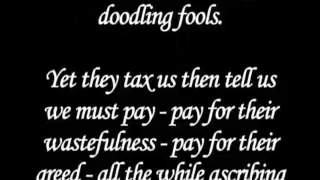 doodling fools.
Yet they tax us then tell us
we must pay - pay for their
wastefulness - pay for their
greed - all the while ascribing